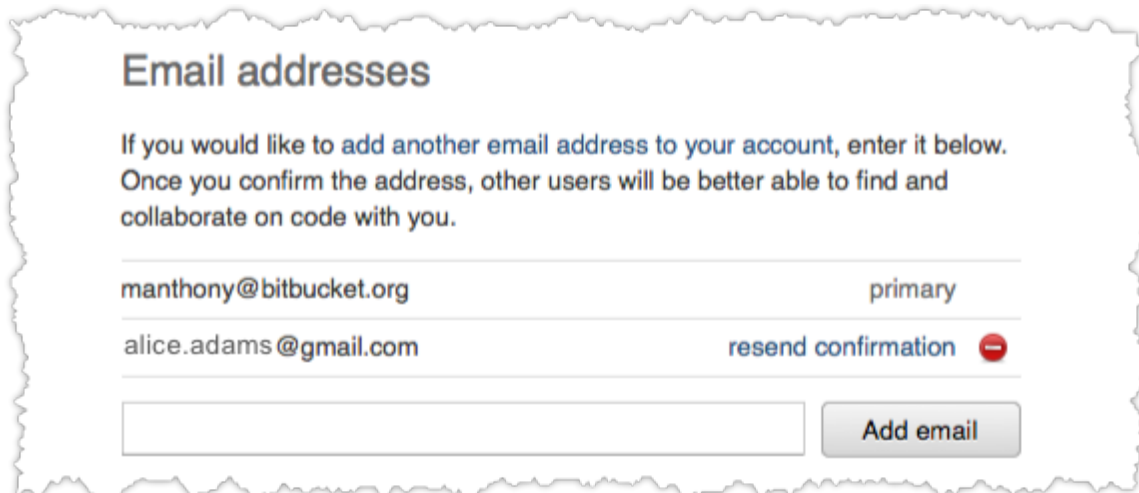 Email addresses
If you would like to add another email address to your account, enter it below.
Once you confirm the address, other users will be better able to find and
collaborate on code with you.
manthony@bitbucket.org primary
alice.adams@gmail.com resend confirmation
Add email